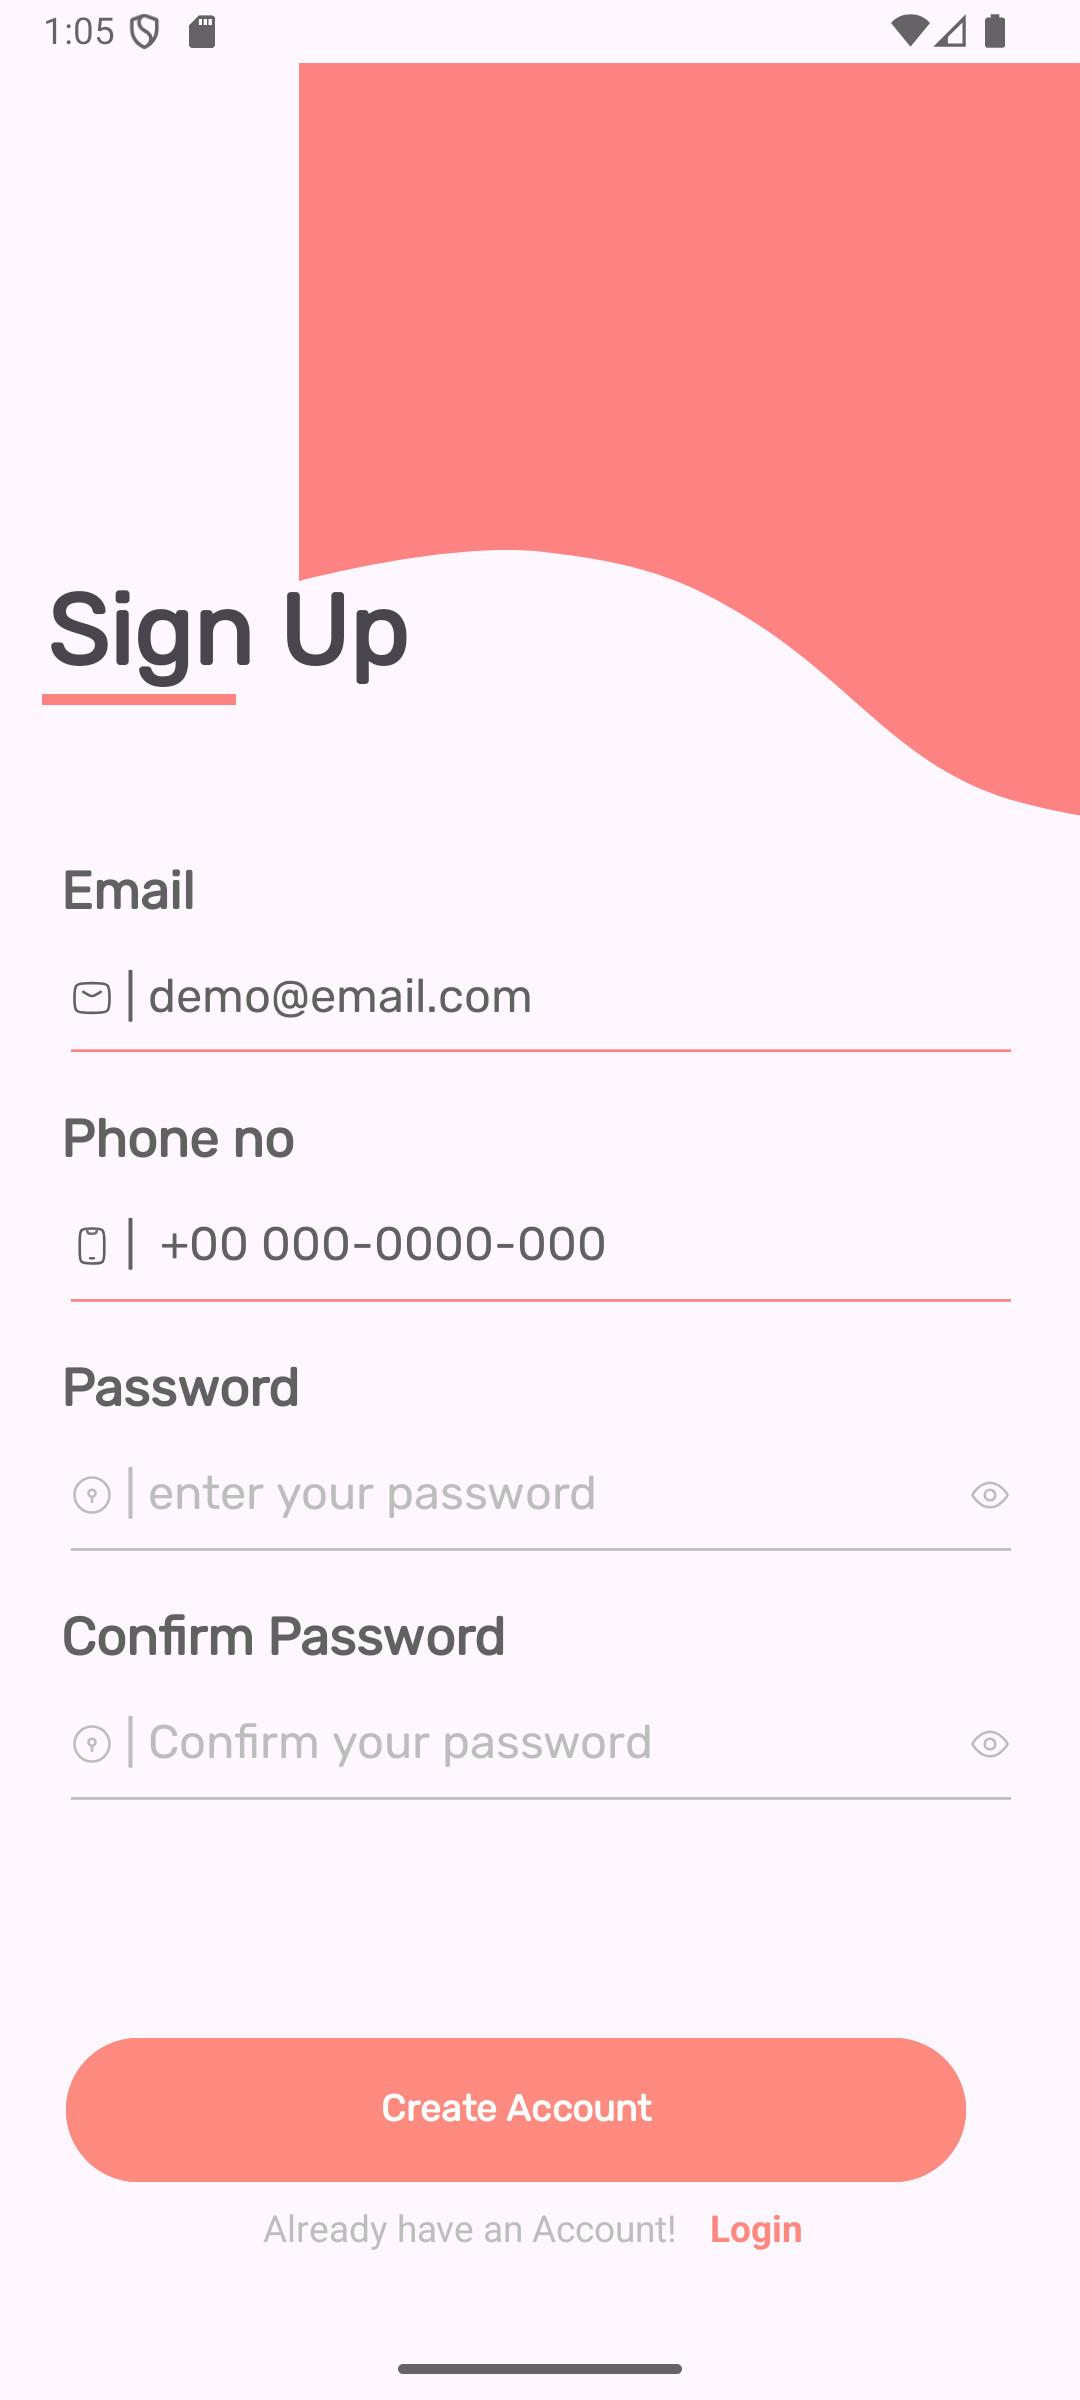 1:05
Sign Up
Email
demo@email.com
Phone no
+00 000-0000-000
Password
enter your password
Confirm Password
Confirm your password
Create Account
Already have an Account! Login